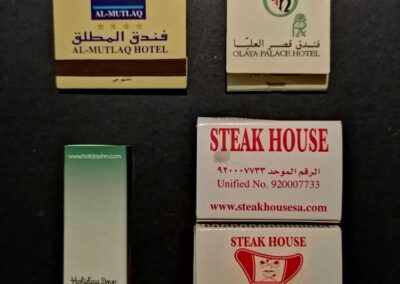 AL-MUTLAQ
فندق المطلق
AL-MUTLAQ HOTEL
فندق قصر العليا
OLAYA PALACE HOTEL
www.holidayinn.com
Holiday Inn
STEAK HOUSE
الرقم الموحد ٩٢٠٠٠٧٧٣٣
Unified No. 920007733
www.steakhousesa.com
STEAK HOUSE